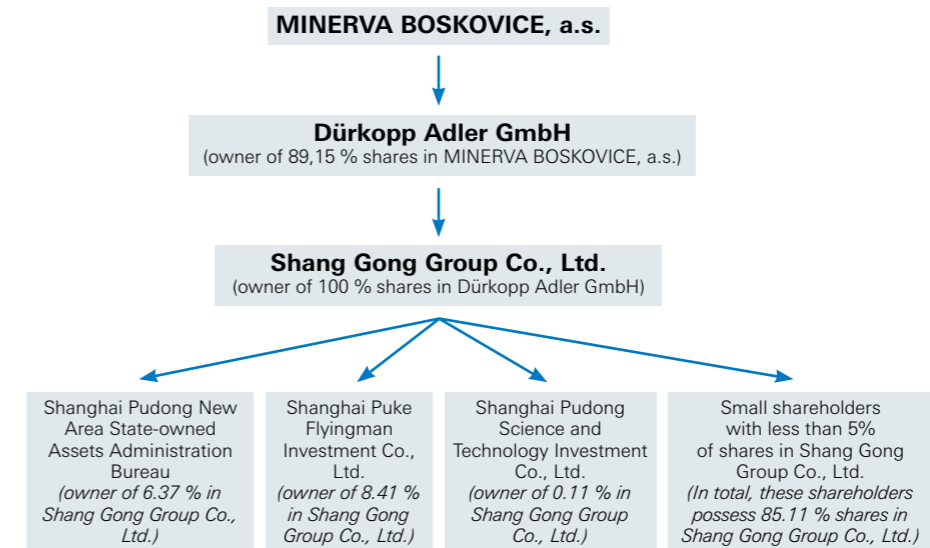 MINERVA BOSKOVICE, a.s.
Dürkopp Adler GmbH
(owner of 89,15 % shares in MINERVA BOSKOVICE, a.s.)
Shang Gong Group Co., Ltd.
(owner of 100 % shares in Dürkopp Adler GmbH)
Shanghai Pudong New
Area State-owned
Assets Administration
Bureau
(owner of 6.37 % in
Shang Gong Group Co.,
Ltd.)
Shanghai Puke
Flyingman
Investment Co.,
Ltd.
(owner of 8.41 %
in Shang Gong
Group Co., Ltd.)
Shanghai Pudong
Science and
Technology Investment
Co., Ltd.
(owner of 0.11 % in
Shang Gong Group
Co., Ltd.)
Small shareholders
with less than 5%
of shares in Shang Gong
Group Co., Ltd.
(In total, these shareholders
possess 85.11 % shares in
Shang Gong Group Co., Ltd.)